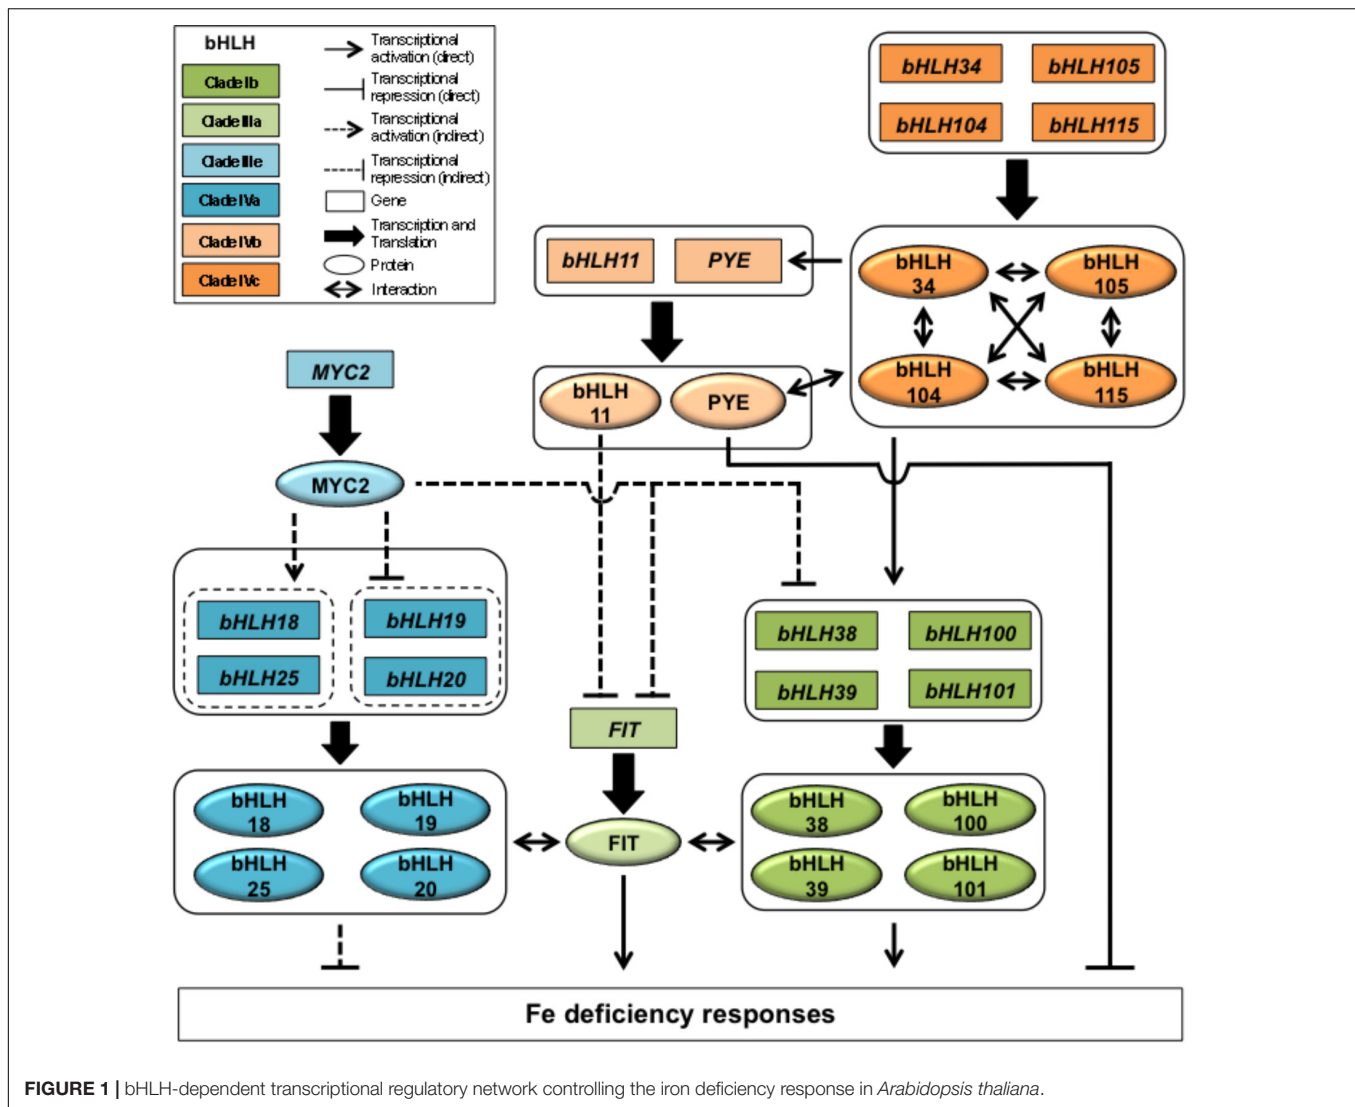 bHLH
Clade Ib
Clade IIIa
Clade IIIe
Clade IVa
Clade IVb
Clade IVc
Transcriptional
activation (direct)
Transcriptional
repression (direct)
Transcriptional
activation (indirect)
Transcriptional
repression (indirect)
Gene
Transcription and
Translation
Protein
Interaction
bHLH34
bHLH105
bHLH104
bHLH115
bHLH11
PYE
bHLH
34
bHLH
105
bHLH
104
bHLH
115
bHLH
11
PYE
MYC2
MYC2
bHLH18
bHLH19
bHLH25
bHLH20
bHLH38
bHLH100
bHLH39
bHLH101
FIT
bHLH
18
bHLH
19
bHLH
25
bHLH
20
FIT
bHLH
38
bHLH
100
bHLH
39
bHLH
101
Fe deficiency responses
FIGURE 1 | bHLH-dependent transcriptional regulatory network controlling the iron deficiency response in Arabidopsis thaliana.